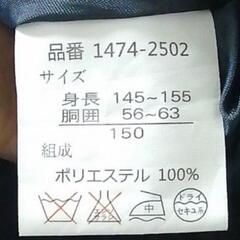 品番 1474-2502
サイズ
身長 145~155
胴囲 56~63
150
組成
ポリエステル 100%
中 ドライ
セキユ系